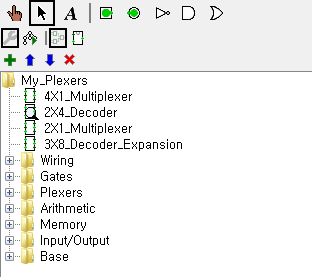 A
My_Plexers
4X1_Multiplexer
2X4_Decoder
2X1_Multiplexer
3X8_Decoder_Expansion
Wiring
Gates
Plexers
Arithmetic
Memory
Input/Output
Base